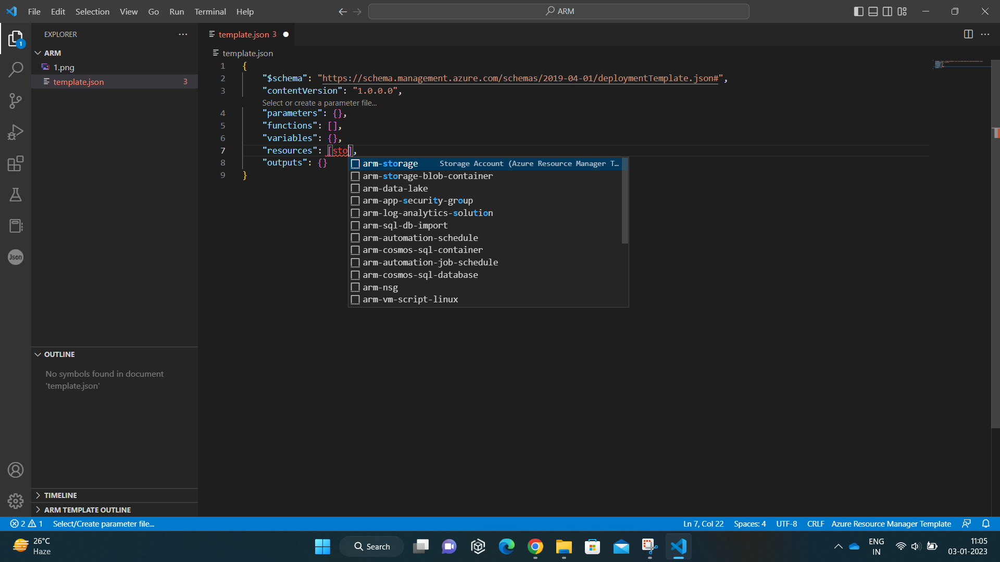 File Edit Selection View Go Run Terminal Help
ARM
EXPLORER
ARM
1.png
template.json 3
1
OUTLINE
No symbols found in document
'template.json'
TIMELINE
ARM TEMPLATE OUTLINE
Json
template.json 3
template.json
1 {
2 "$schema": "https://schema.management.azure.com/schemas/2019-04-01/deploymentTemplate.json#",
3 "contentVersion": "1.0.0.0",
Select or create a parameter file...
4 "parameters": {},
5 "functions": [],
6 "variables": {},
7 "resources": [sto],
8 "outputs": {}
9 }
arm-storage Storage Account (Azure Resource Manager T…
arm-storage-blob-container
arm-data-lake
arm-app-security-group
arm-log-analytics-solution
arm-sql-db-import
arm-automation-schedule
arm-cosmos-sql-container
arm-automation-job-schedule
arm-cosmos-sql-database
arm-nsg
arm-vm-script-linux
2 1 Select/Create parameter file... Ln 7, Col 22 Spaces: 4 UTF-8 CRLF Azure Resource Manager Template
26°C
Haze
Search
ENG
IN
11:05
03-01-2023